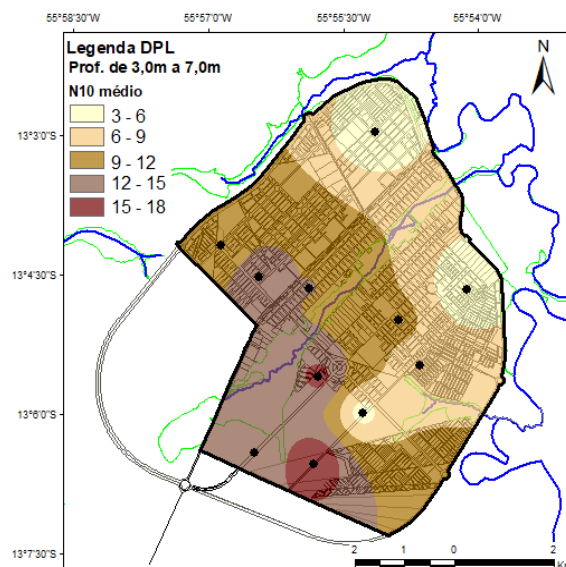 55°58'30"S 55°57'0"S 55°55'30"S 55°54'0"S
Legenda DPL
Prof. de 3,0m a 7,0m
N10 médio
3 - 6
6 - 9
9 - 12
12 - 15
15 - 18
N
13°3'0"S
13°4'30"S
13°6'0"S
13°7'30"S
2 1 0 2